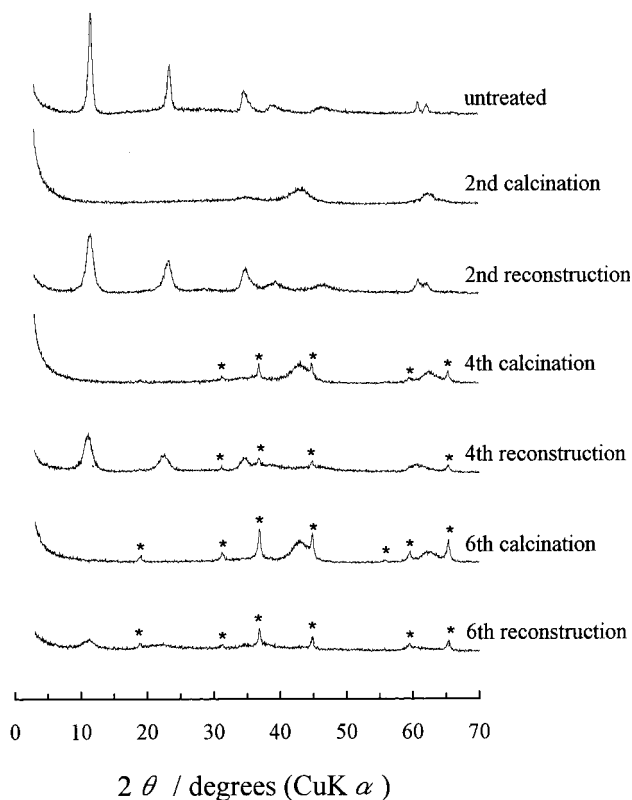 untreated
2nd calcination
2nd reconstruction
* * * * *
4th calcination
* * * *
4th reconstruction
* * * * * * *
6th calcination
* * * * * *
6th reconstruction
0 10 20 30 40 50 60 70
2 θ / degrees (CuK α )